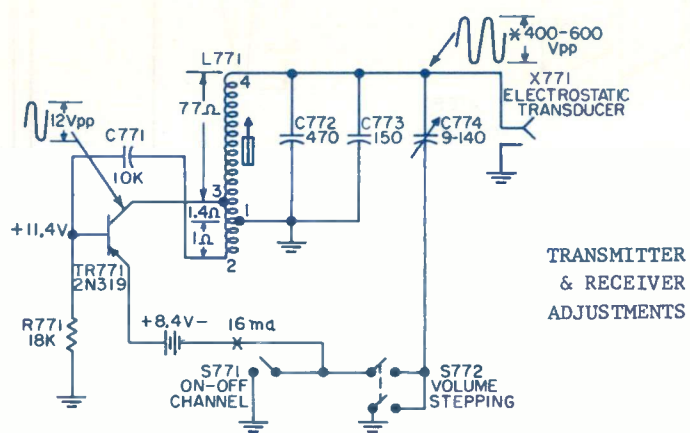 *400-600
Vpp
L771
4
X771
ELECTROSTATIC
TRANSDUCER
12Vpp
77Ω
C771
10K
C772
470
C773
150
C774
9-140
3
1.4Ω
1
1Ω
2
+11.4V
TR771
2N319
TRANSMITTER
& RECEIVER
ADJUSTMENTS
R771
18K
+8.4V-
16ma
S771
ON-OFF
CHANNEL
S772
VOLUME
STEPPING